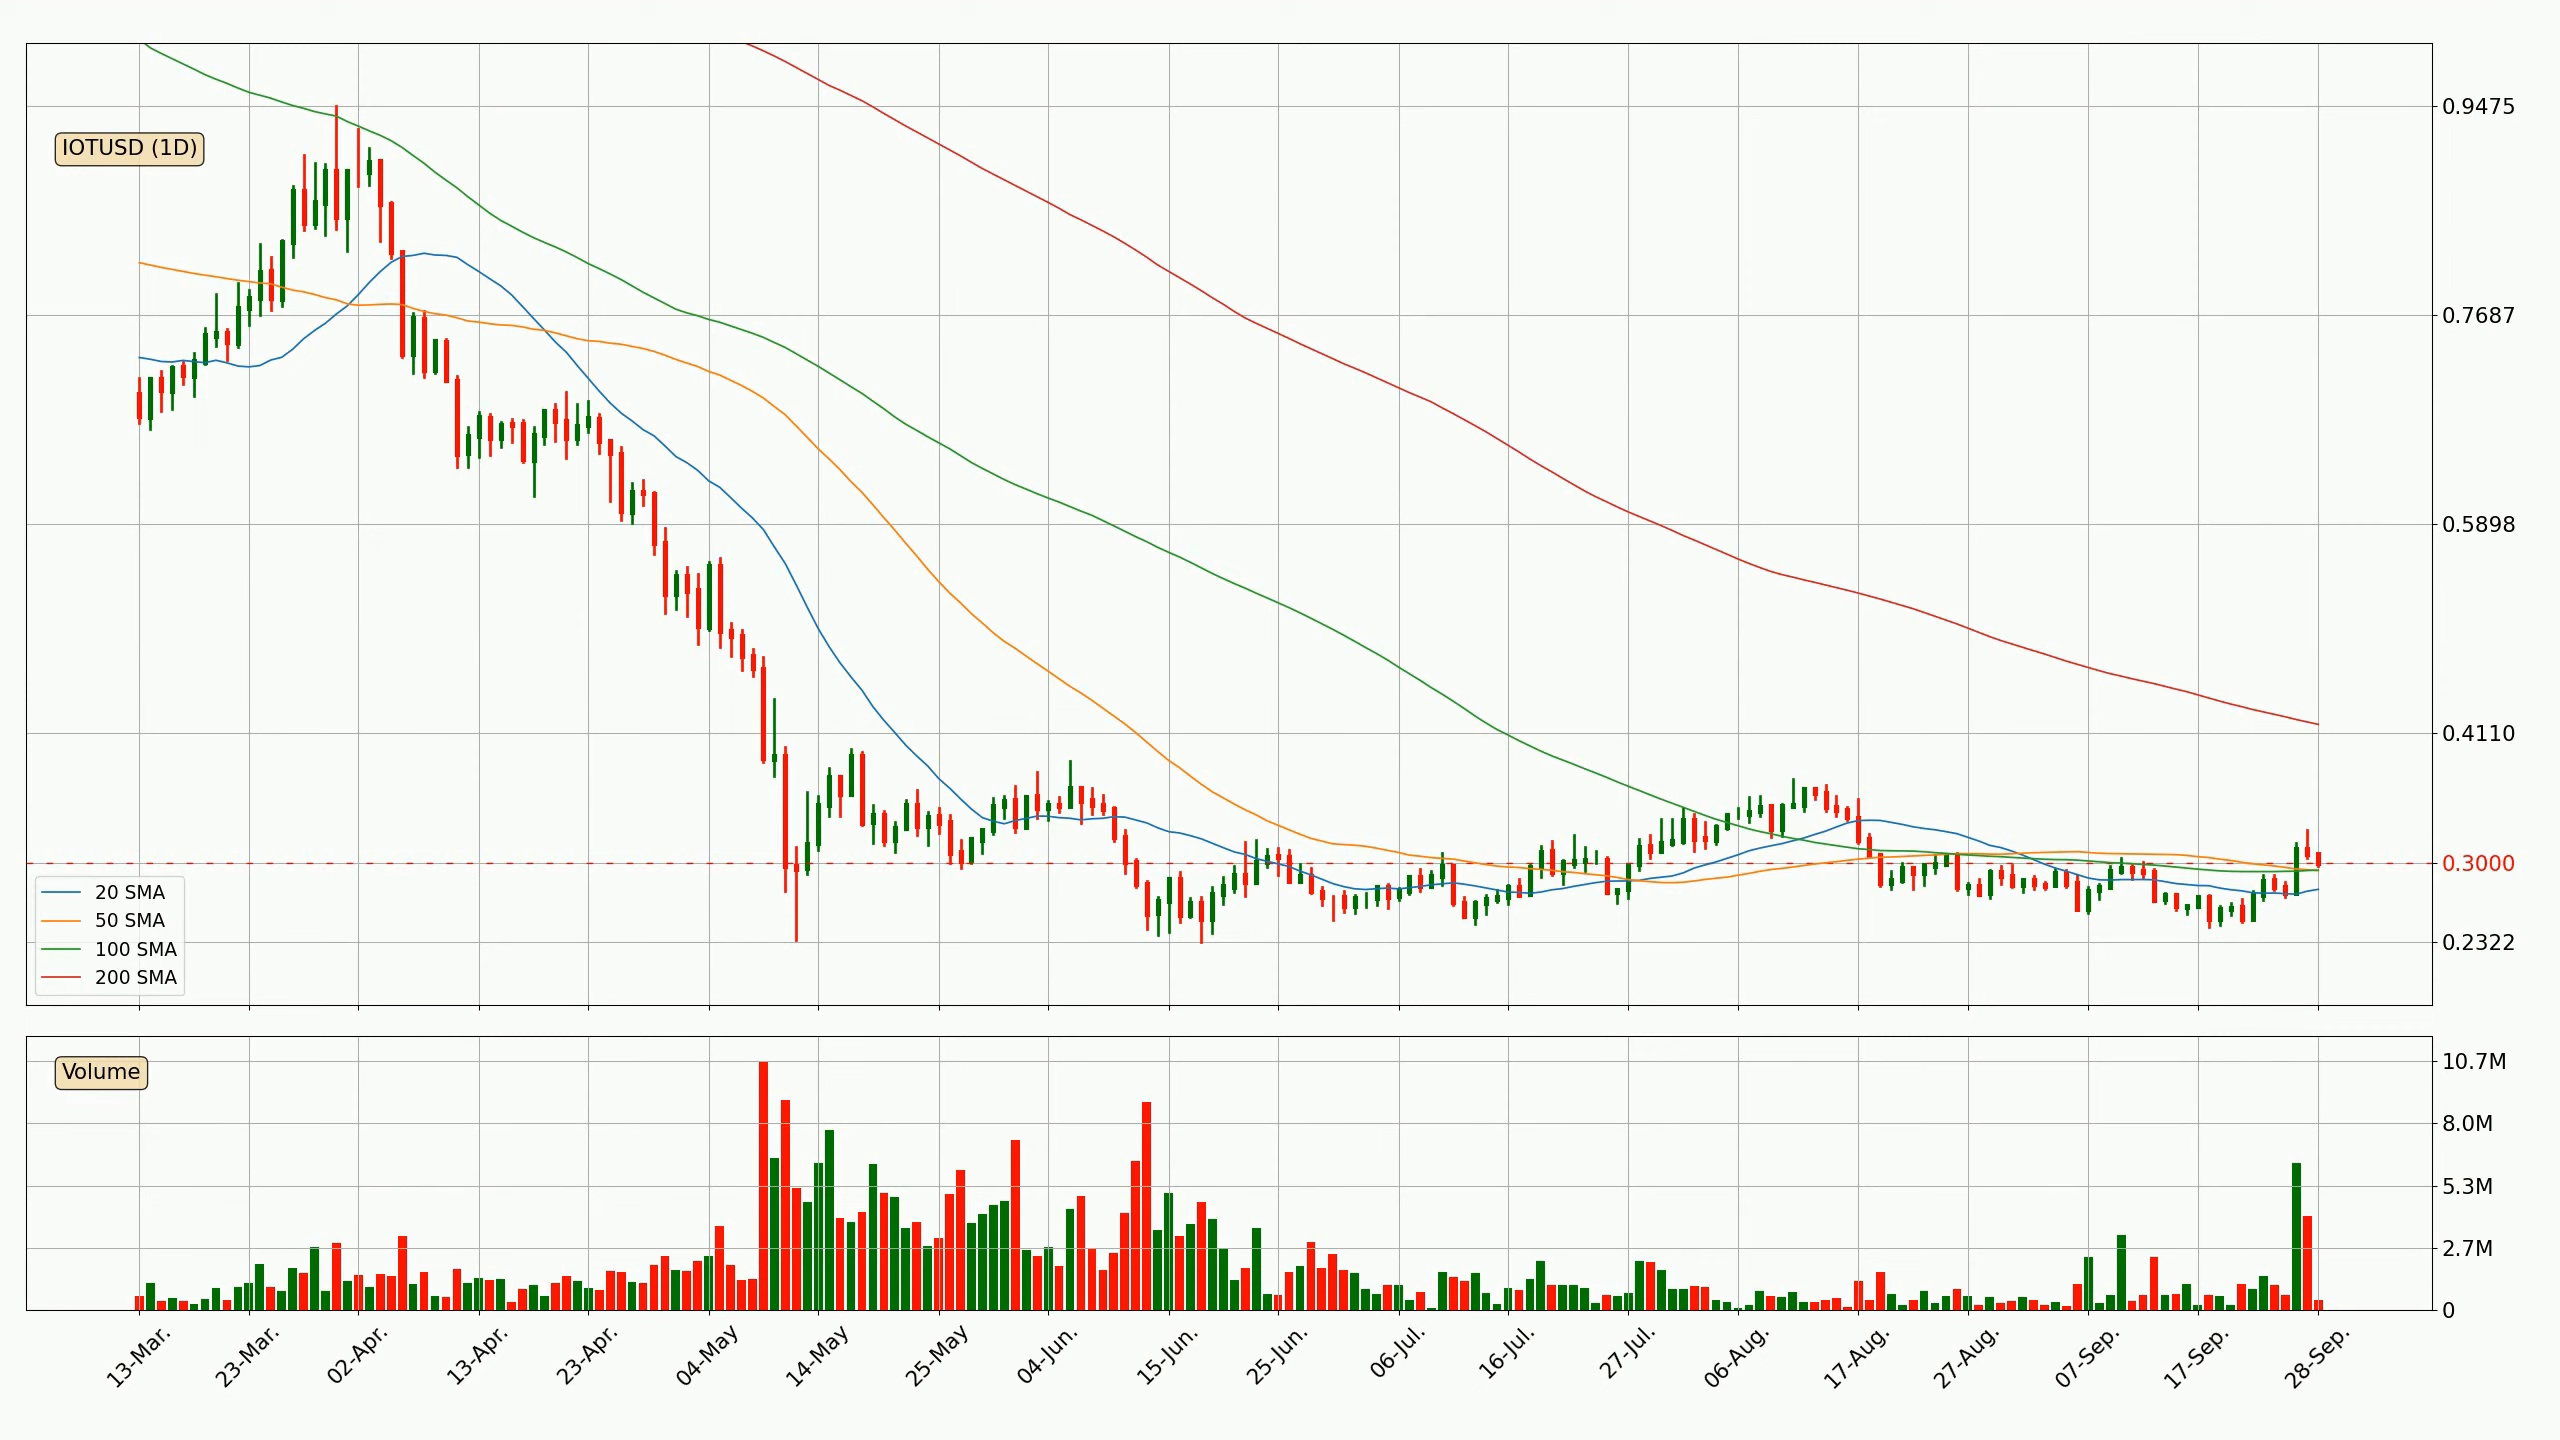 IOTUSD (1D)
0.9475
0.7687
0.5898
0.4110
0.3000
0.2322
20 SMA
50 SMA
100 SMA
200 SMA
Volume
10.7M
8.0M
5.3M
2.7M
0
13-Mar.
23-Mar.
02-Apr.
13-Apr.
23-Apr.
04-May
14-May
25-May
04-Jun.
15-Jun.
25-Jun.
06-Jul.
16-Jul.
27-Jul.
06-Aug.
17-Aug.
27-Aug.
07-Sep.
17-Sep.
28-Sep.